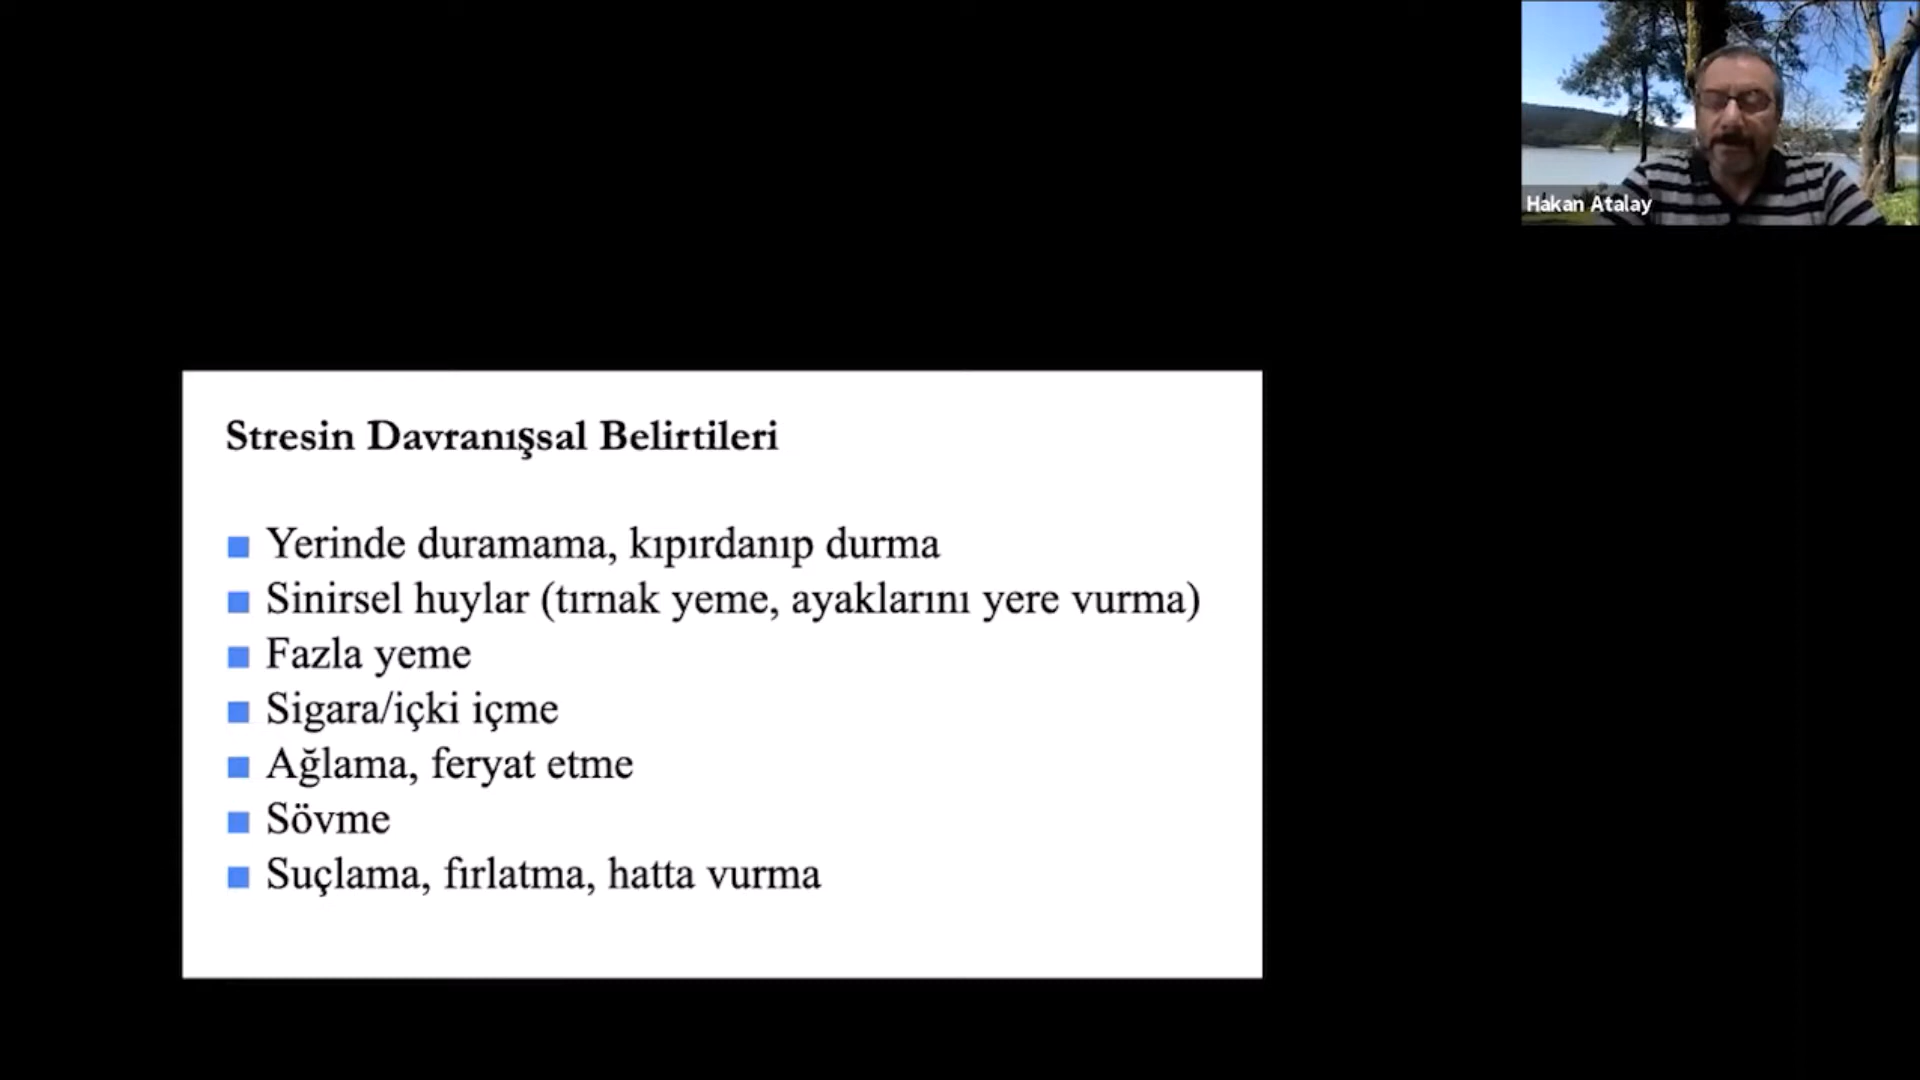 Hakan Atalay
Stresin Davranışsal Belirtileri
Yerinde duramama, kıpırdanıp durma
Sinirsel huylar (tırnak yeme, ayaklarını yere vurma)
Fazla yeme
Sigara/içki içme
Ağlama, feryat etme
Sövme
Suçlama, fırlatma, hatta vurma